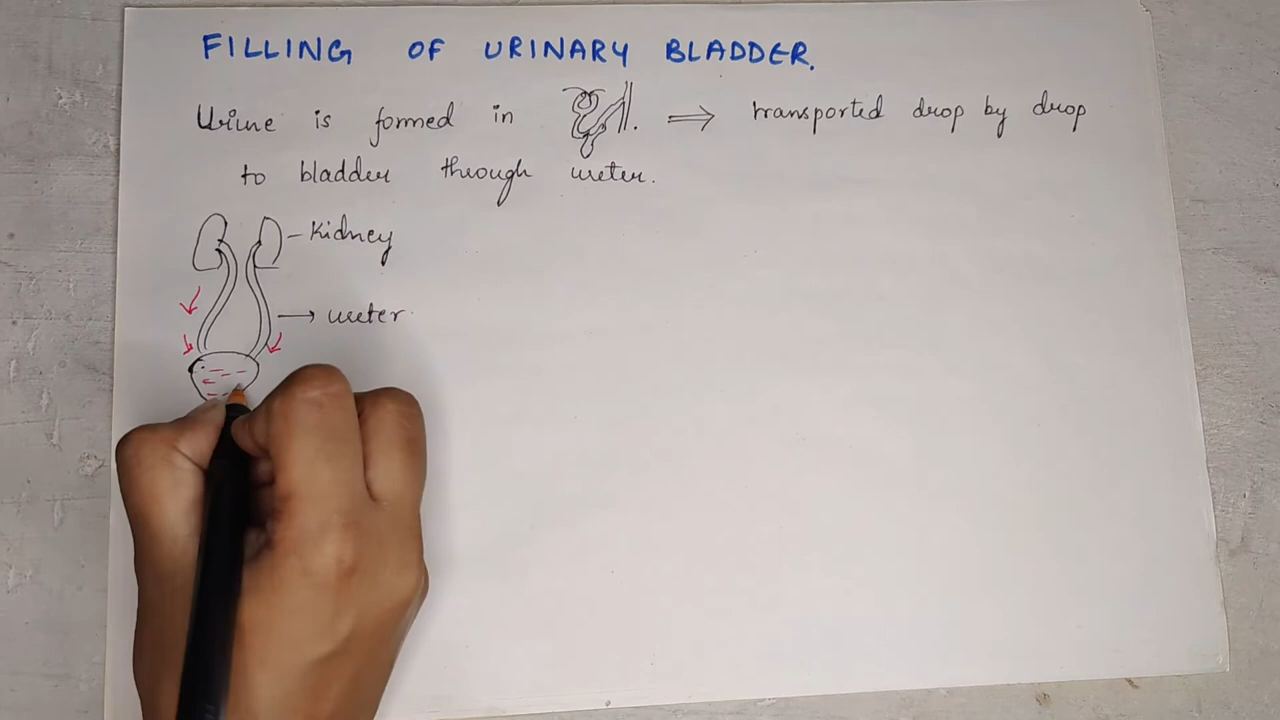 FILLING OF URINARY BLADDER.
Urine is formed in . ⇒ transported drop by drop
to bladder through ureter.
– Kidney
→ ureter.